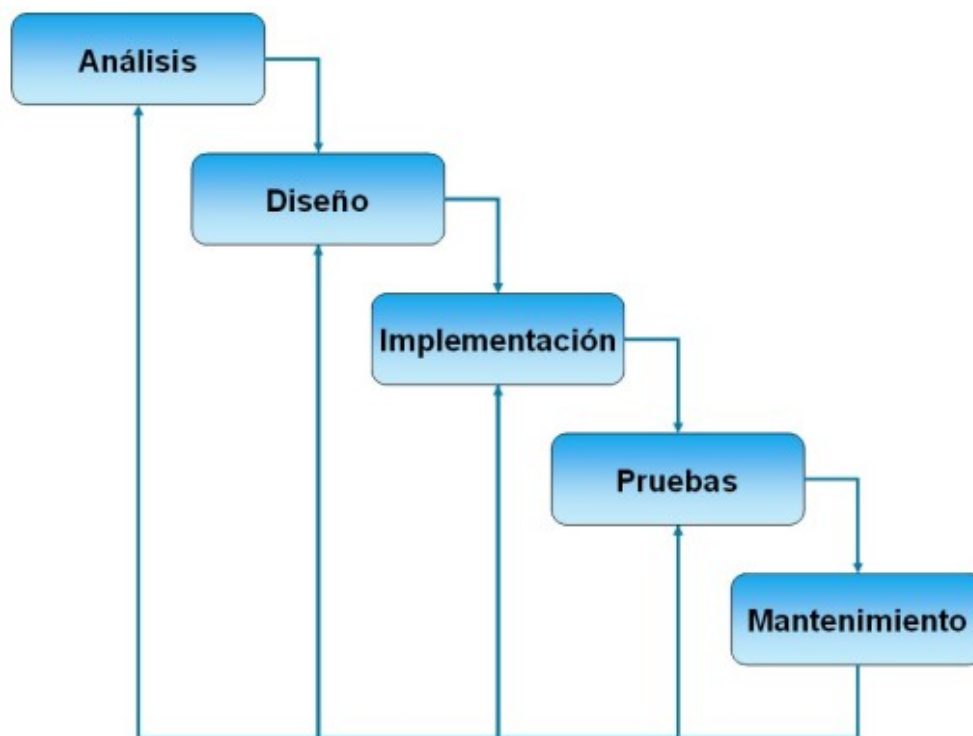 Análisis
Diseño
Implementación
Pruebas
Mantenimiento